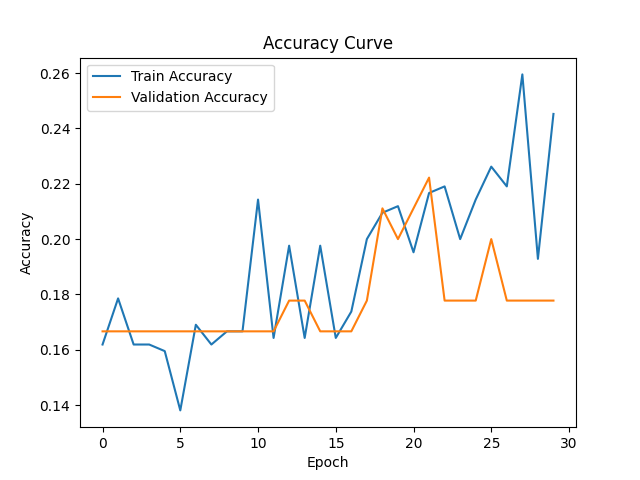 Accuracy Curve
Train Accuracy
Validation Accuracy
0.26
0.24
0.22
0.20
0.18
0.16
0.14
Accuracy
0 5 10 15 20 25 30
Epoch